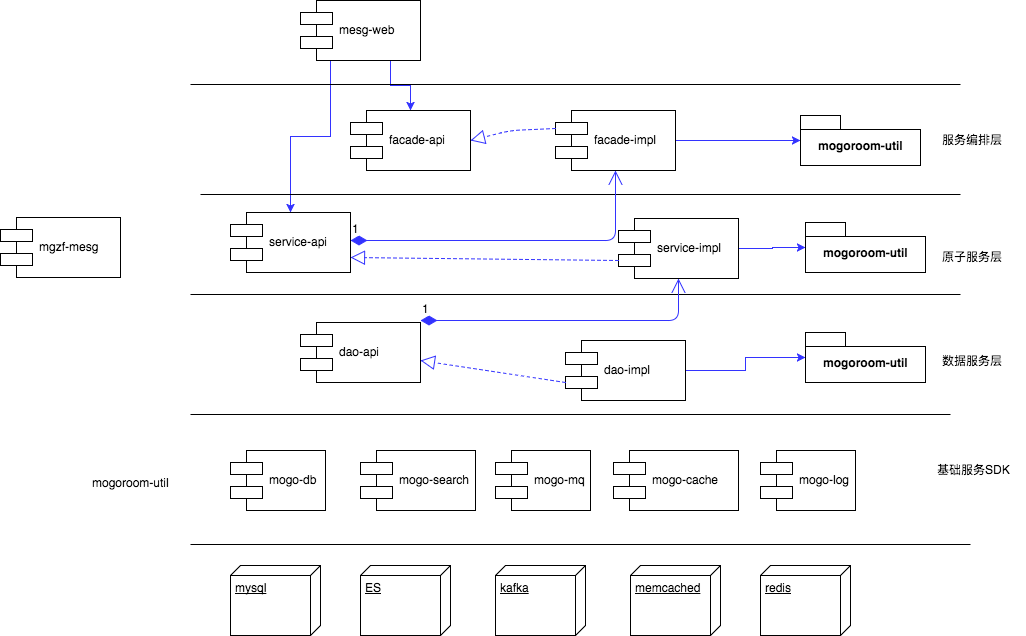 mesg-web
facade-api
facade-impl
mogoroom-util
服务编排层
mgzf-mesg
service-api
1
service-impl
mogoroom-util
原子服务层
1
dao-api
dao-impl
mogoroom-util
数据服务层
mogoroom-util
mogo-db
mogo-search
mogo-mq
mogo-cache
mogo-log
基础服务SDK
mysql
ES
kafka
memcached
redis